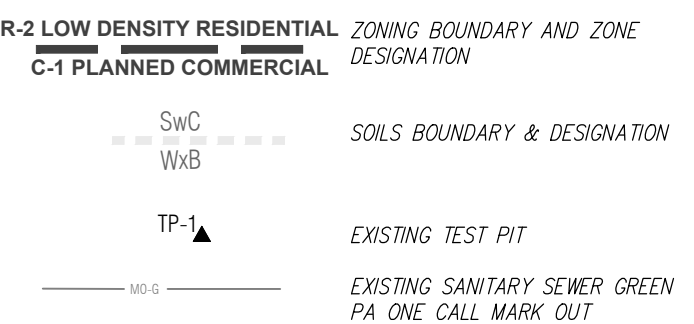 R-2 LOW DENSITY RESIDENTIAL
C-1 PLANNED COMMERCIAL
ZONING BOUNDARY AND ZONE
DESIGNATION
SwC
WxB
SOILS BOUNDARY & DESIGNATION
TP-1
EXISTING TEST PIT
MO-G
EXISTING SANITARY SEWER GREEN
PA ONE CALL MARK OUT